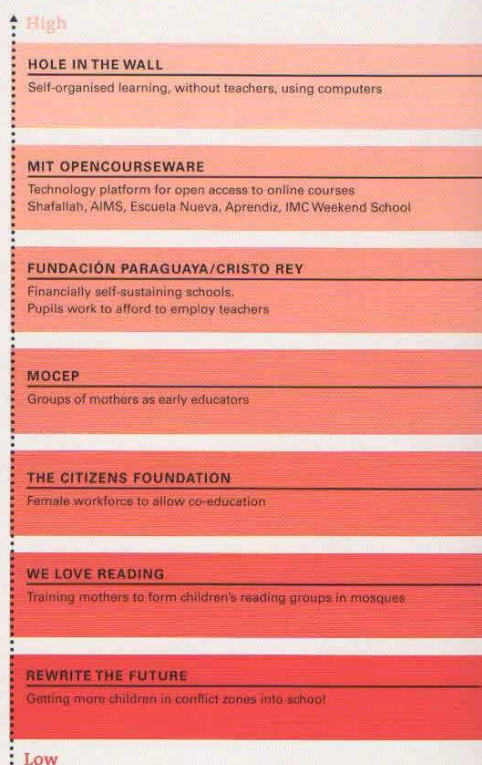 High
HOLE IN THE WALL
Self-organised learning, without teachers, using computers
MIT OPENCOURSEWARE
Technology platform for open access to online courses
Shafallah, AIMS, Escuela Nueva, Aprendiz, IMC Weekend School
FUNDACIÓN PARAGUAYA/CRISTO REY
Financially self-sustaining schools.
Pupils work to afford to employ teachers
MOCEP
Groups of mothers as early educators
THE CITIZENS FOUNDATION
Female workforce to allow co-education
WE LOVE READING
Training mothers to form children's reading groups in mosques
REWRITE THE FUTURE
Getting more children in conflict zones into school
Low